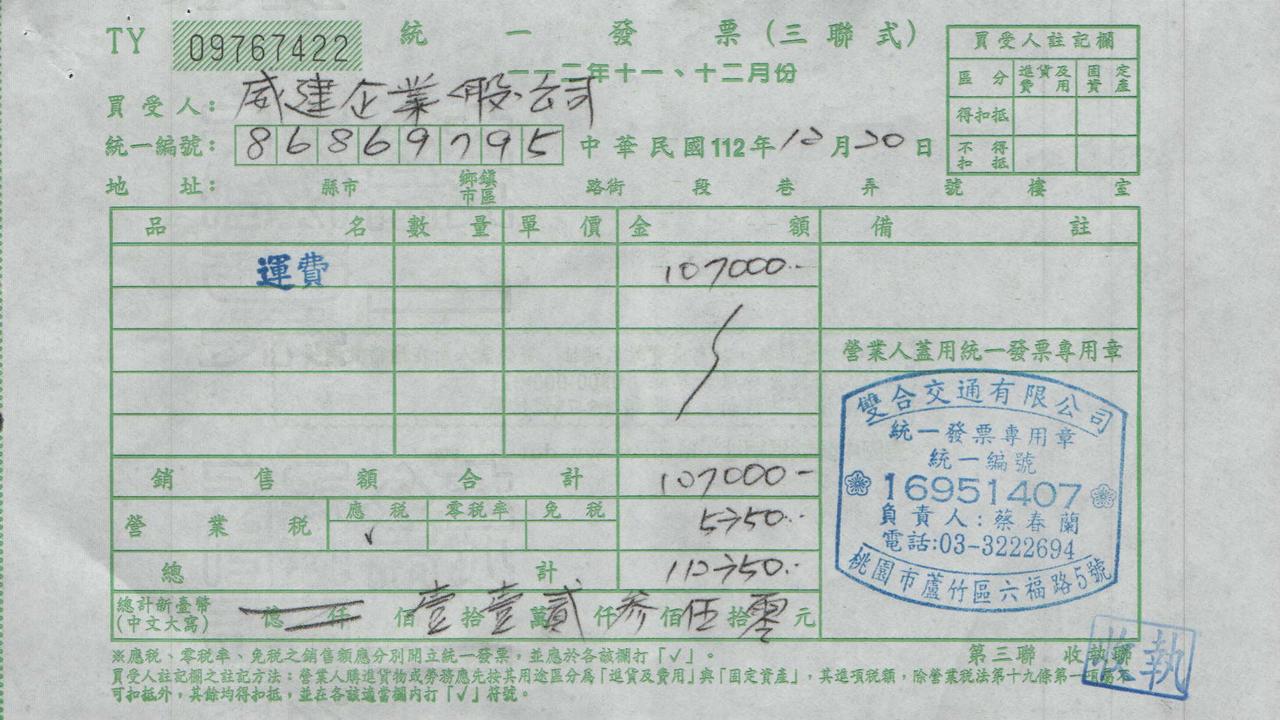 TY 09767422 統一發票(三聯式)
一一二年十一、十二月份
買受人: 威建企業(股)公司
統一編號: 86869795 中華民國112年12月20日
地址: 縣市 鄉鎮市區 路街 段 巷 弄 號 樓 室
買受人註記欄
區分 進貨及費用 固定資產
得扣抵
不得扣抵
品名 數量 單價 金額 備註
運費 107000
營業人蓋用統一發票專用章
銷售額合計 107000-
營業稅 應稅 零稅率 免稅 5350
√
總計 112350
總計新臺幣(中文大寫) 億 仟 佰 壹 拾 壹 貳 萬 仟 參 佰 伍 拾 零 元
雙合交通有限公司
統一發票專用章
統一編號
16951407
負責人:蔡春蘭
電話:03-3222694
桃園市蘆竹區六福路5號
※應稅、零稅率、免稅之銷售額應分別開立統一發票,並應於各該欄打「√」。
第三聯 收執聯
收執
買受人註記欄之註記方法:營業人購進貨物或勞務應先按其用途區分為「進貨及費用」與「固定資產」,其進項稅額,除營業稅法第十九條第一項
可扣抵外,其餘均得扣抵,並在各該適當欄內打「√」符號。